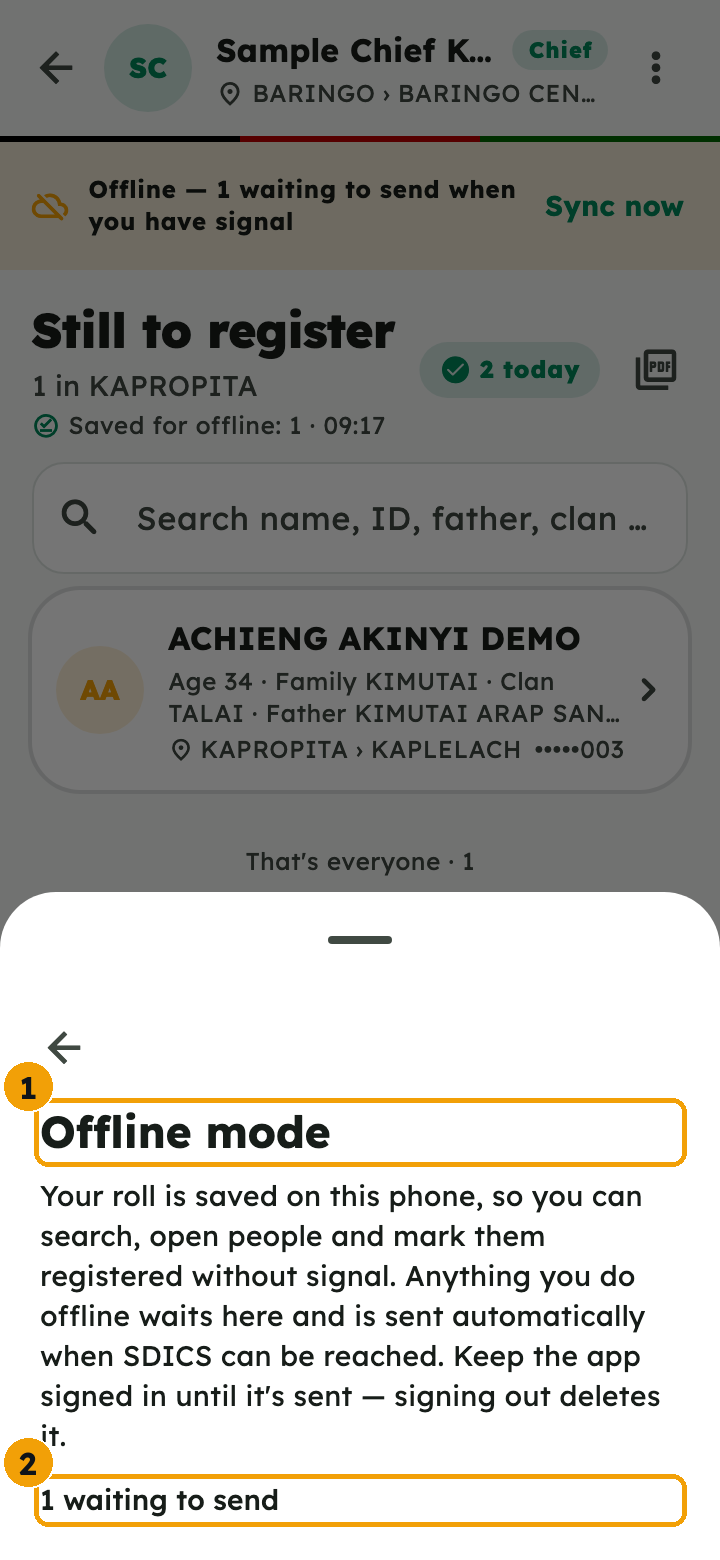 SC
Sample Chief K...
Chief
BARINGO › BARINGO CEN...
Offline — 1 waiting to send when
you have signal
Sync now
Still to register
1 in KAPROPITA
2 today
PDF
Saved for offline: 1 · 09:17
Search name, ID, father, clan ...
AA
ACHIENG AKINYI DEMO
Age 34 · Family KIMUTAI · Clan
TALAI · Father KIMUTAI ARAP SAN...
KAPROPITA › KAPLELACH •••••003
That's everyone · 1
1
Offline mode
Your roll is saved on this phone, so you can
search, open people and mark them
registered without signal. Anything you do
offline waits here and is sent automatically
when SDICS can be reached. Keep the app
signed in until it's sent — signing out deletes
it.
2
1 waiting to send